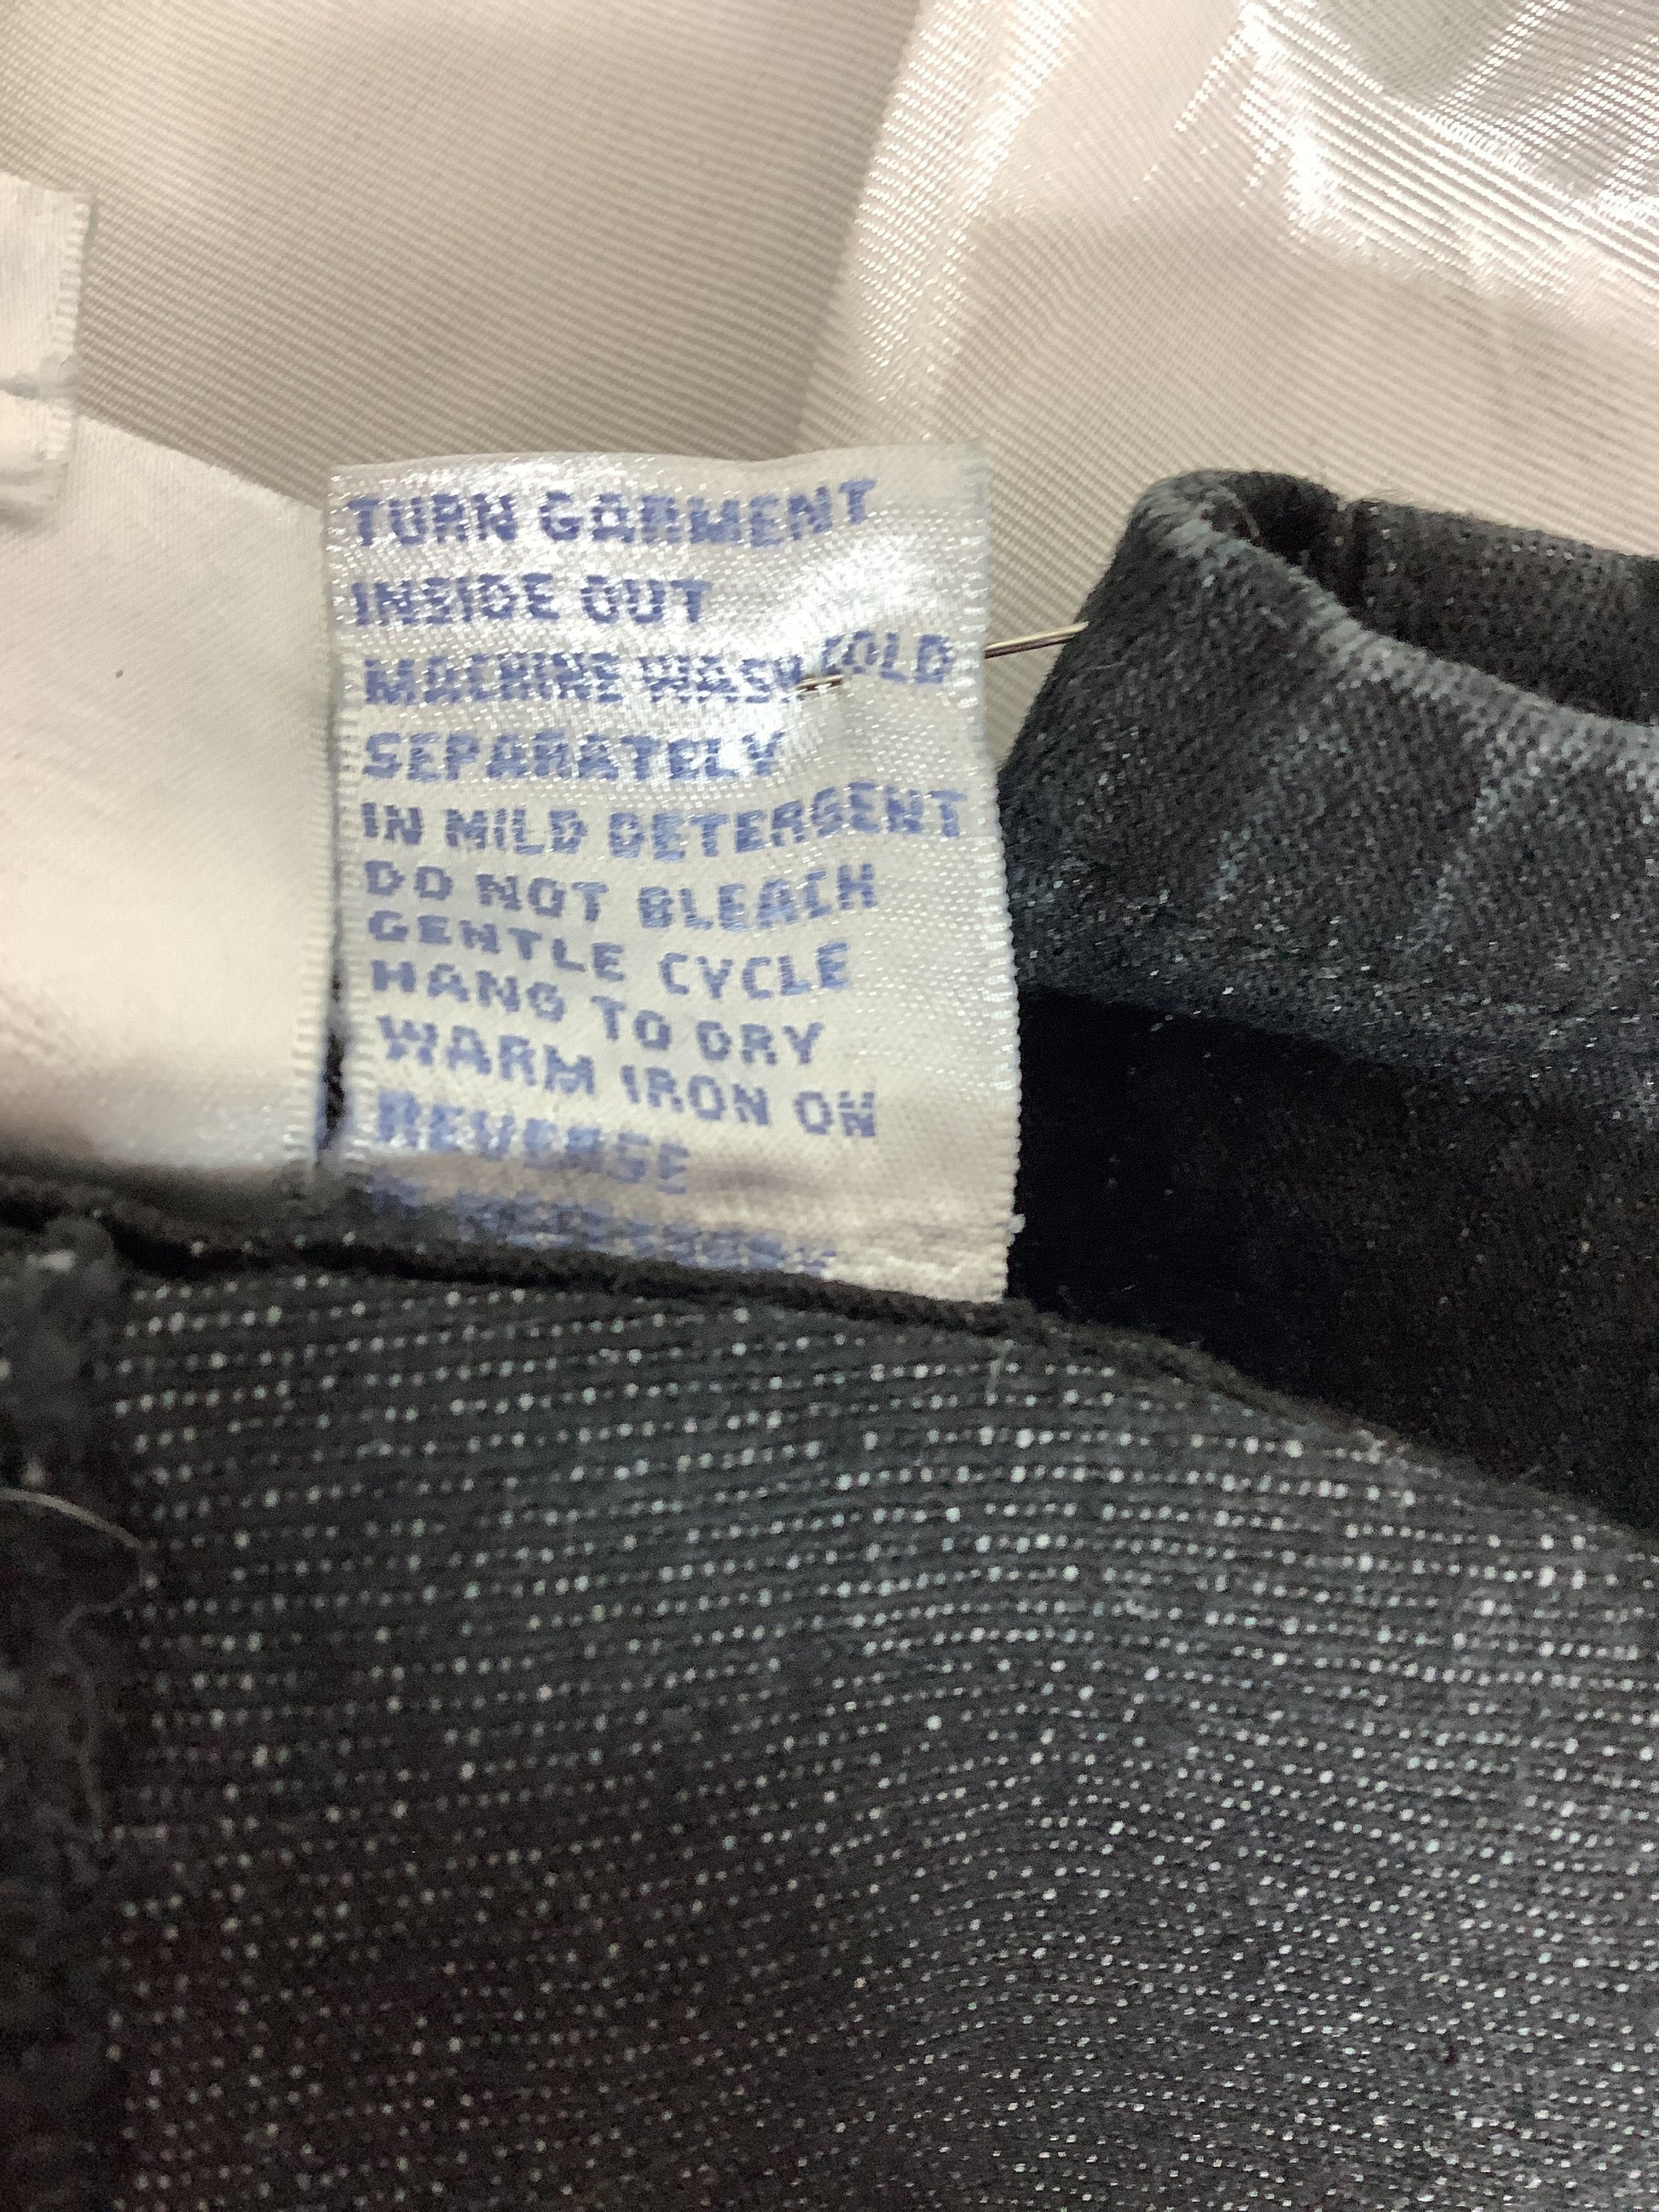 TURN GARMENT
INSIDE OUT
MACHINE WASH COLD
SEPARATELY
IN MILD DETERGENT
DO NOT BLEACH
GENTLE CYCLE
HANG TO DRY
WARM IRON ON
REVERSE